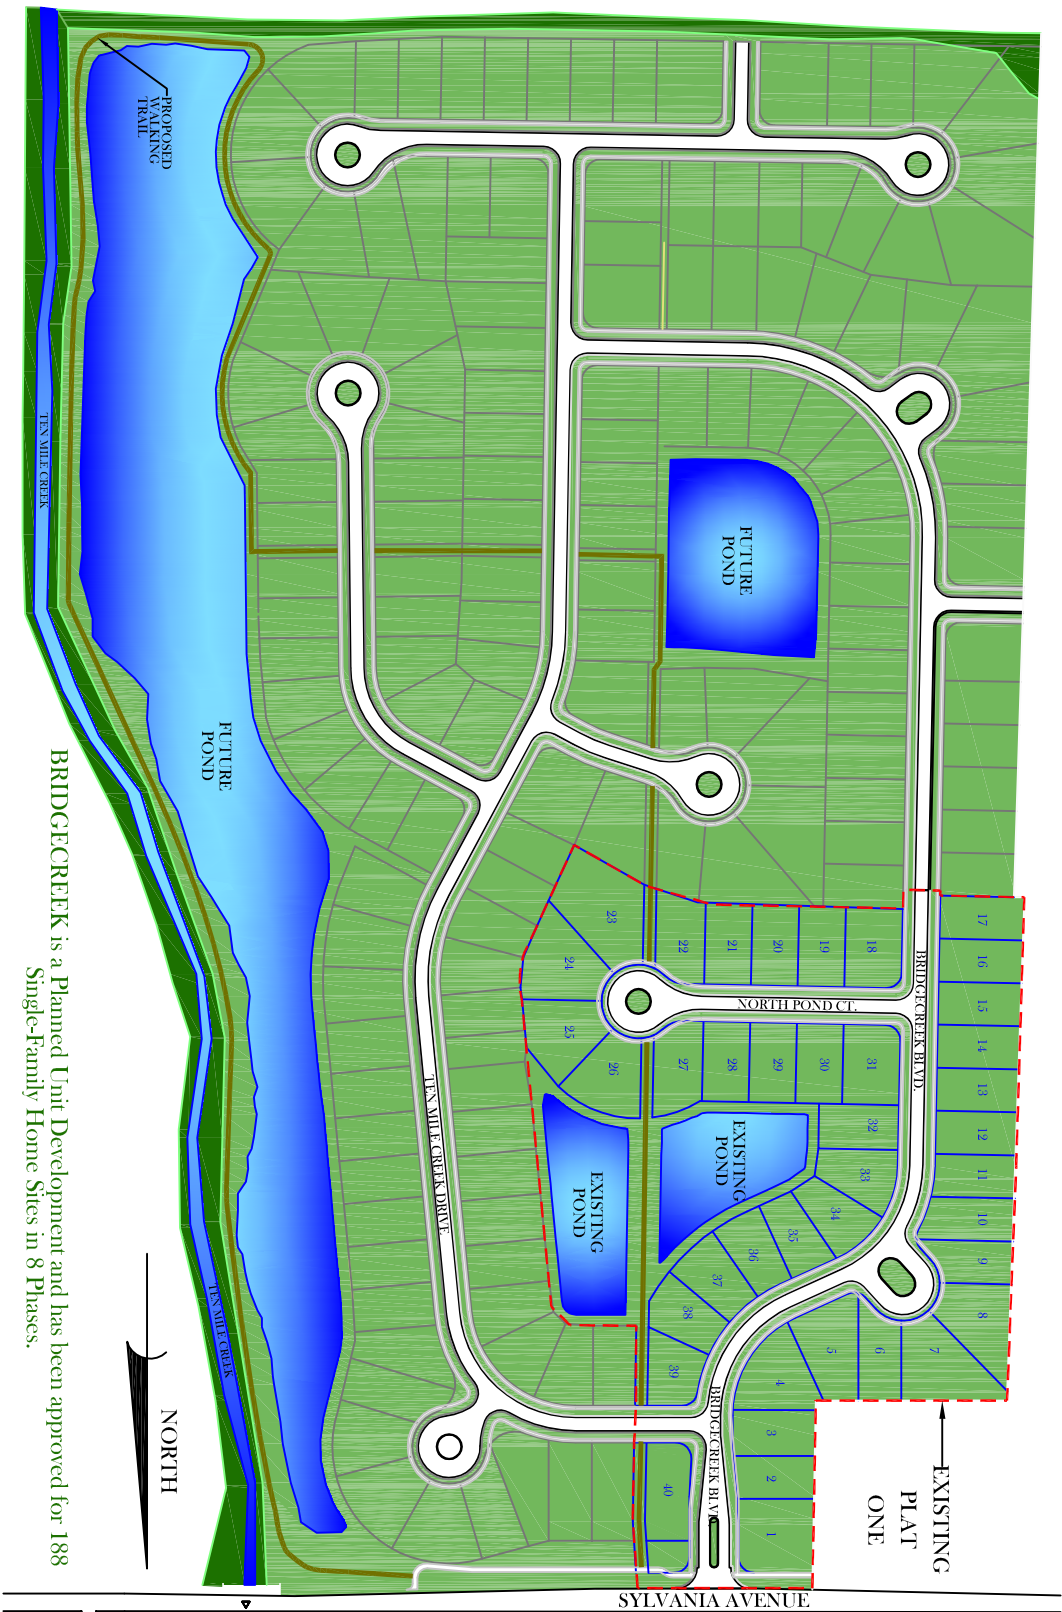 PROPOSED
WALKING
TRAIL
TEN MILE CREEK
FUTURE
POND
FUTURE
POND
BRIDGECREEK is a Planned Unit Development and has been approved for 188
Single-Family Home Sites in 8 Phases.
17
16
15
14
13
12
11
10
9
8
7
6
5
4
3
2
1
18
19
20
21
22
23
24
25
26
27
28
29
30
31
32
33
34
35
36
37
38
39
40
NORTH POND CT.
BRIDGECREEK BLVD.
EXISTING
POND
EXISTING
POND
TEN MILE CREEK DRIVE
TEN MILE CREEK
BRIDGECREEK BLVD
NORTH
EXISTING
PLAT
ONE
SYLVANIA AVENUE